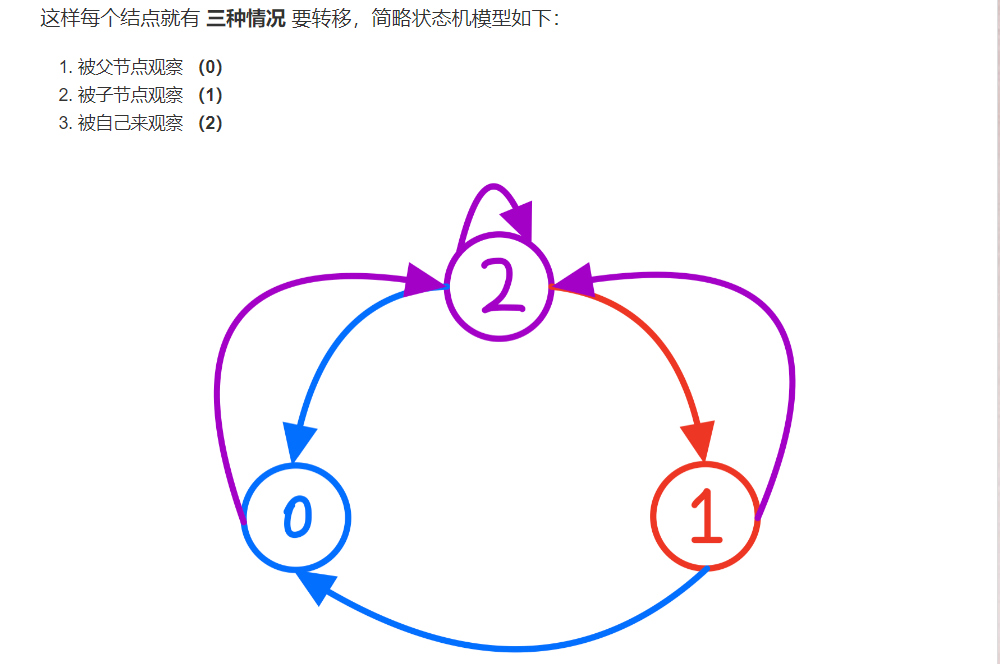 这样每个结点就有 三种情况 要转移，简略状态机模型如下：
1. 被父节点观察 （0)
2. 被子节点观察 （1)
3. 被自己来观察 （2)
2
0
1